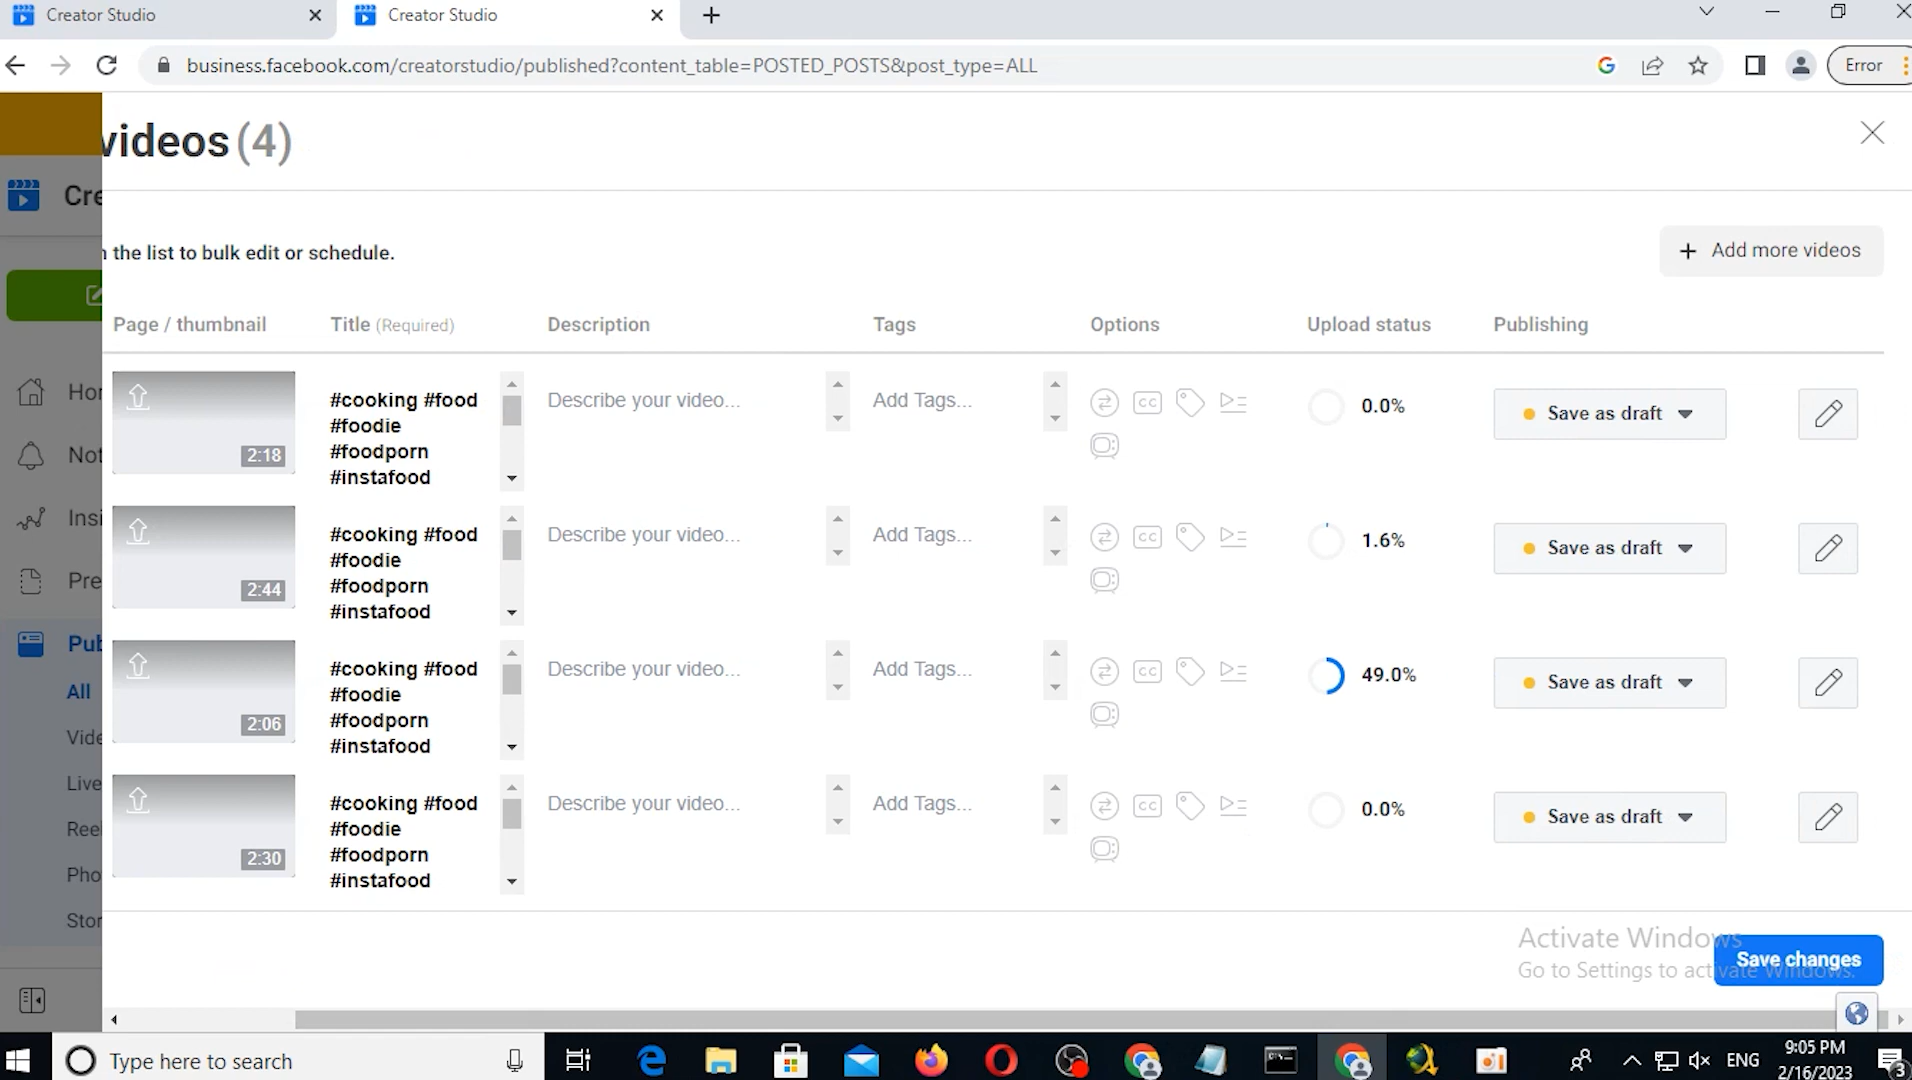 Creator Studio
Creator Studio
business.facebook.com/creatorstudio/published?content_table=POSTED_POSTS&post_type=ALL
Error
videos (4)
Cre
n the list to bulk edit or schedule.
+ Add more videos
Page / thumbnail
Title (Required)
Description
Tags
Options
Upload status
Publishing
2:18
#cooking #food
#foodie
#foodporn
#instafood
Describe your video...
Add Tags...
CC
0.0%
Save as draft
2:44
#cooking #food
#foodie
#foodporn
#instafood
Describe your video...
Add Tags...
CC
1.6%
Save as draft
2:06
#cooking #food
#foodie
#foodporn
#instafood
Describe your video...
Add Tags...
CC
49.0%
Save as draft
2:30
#cooking #food
#foodie
#foodporn
#instafood
Describe your video...
Add Tags...
CC
0.0%
Save as draft
Hor
Not
Insi
Pre
Pub
All
Vide
Live
Reel
Pho
Stor
Activate Windows
Go to Settings to activate Windows.
Save changes
Type here to search
ENG
9:05 PM
2/16/2023
3